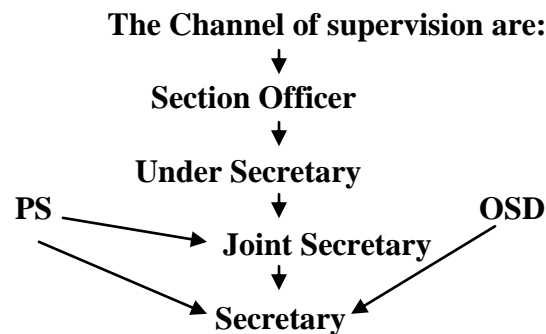 The Channel of supervision are:
Section Officer
Under Secretary
PS OSD
Joint Secretary
Secretary